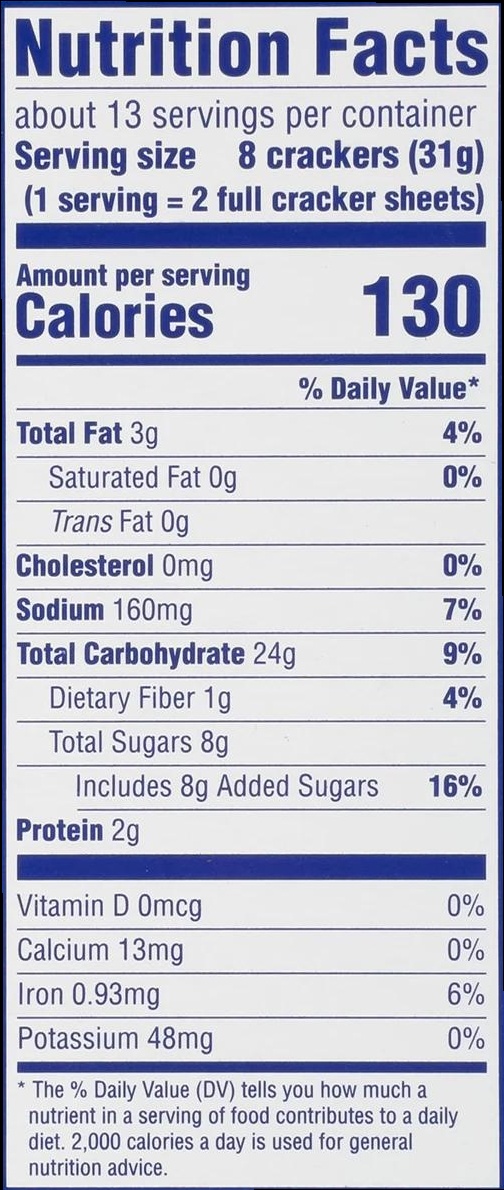 Nutrition Facts
about 13 servings per container
Serving size 8 crackers (31g)
(1 serving = 2 full cracker sheets)
Amount per serving
Calories 130
% Daily Value*
Total Fat 3g 4%
Saturated Fat 0g 0%
Trans Fat 0g
Cholesterol 0mg 0%
Sodium 160mg 7%
Total Carbohydrate 24g 9%
Dietary Fiber 1g 4%
Total Sugars 8g
Includes 8g Added Sugars 16%
Protein 2g
Vitamin D 0mcg 0%
Calcium 13mg 0%
Iron 0.93mg 6%
Potassium 48mg 0%
* The % Daily Value (DV) tells you how much a
nutrient in a serving of food contributes to a daily
diet. 2,000 calories a day is used for general
nutrition advice.